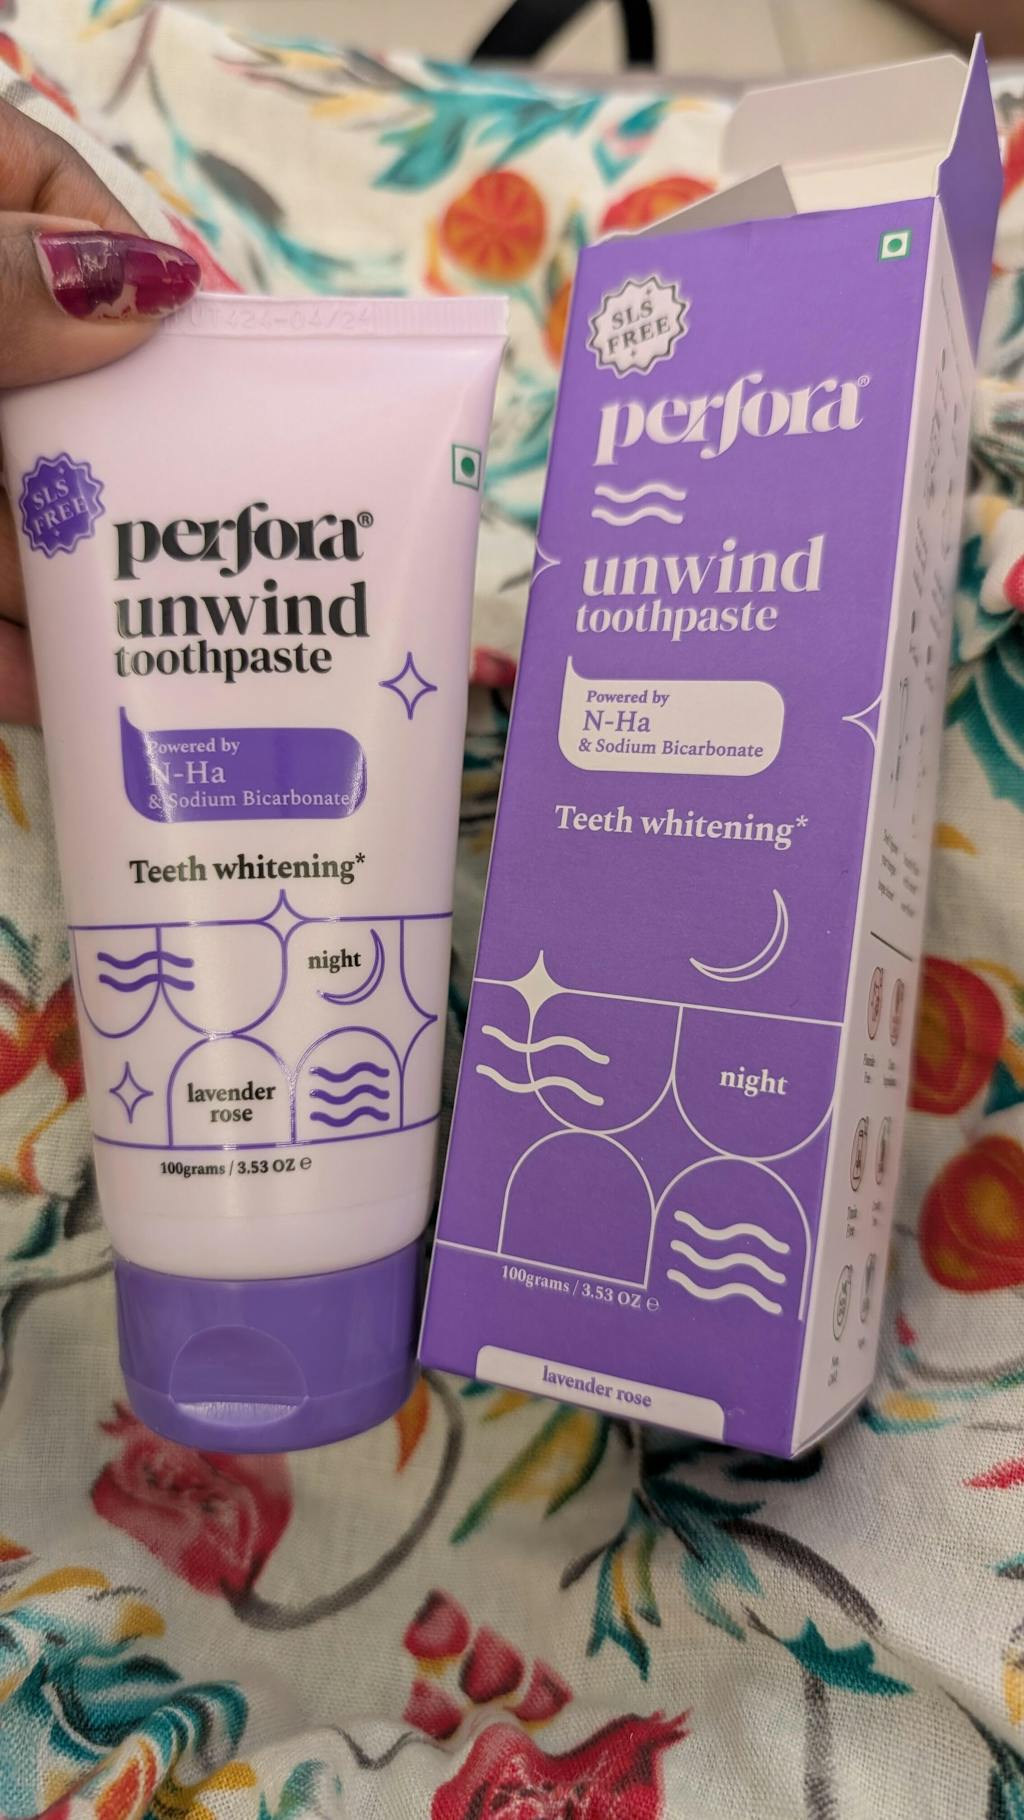 SLS
FREE
perfora®
unwind
toothpaste
Powered by
N-Ha
& Sodium Bicarbonate
Teeth whitening*
night
lavender
rose
100grams / 3.53 OZ ℮
SLS
FREE
perfora®
unwind
toothpaste
Powered by
N-Ha
& Sodium Bicarbonate
Teeth whitening*
night
100grams / 3.53 OZ ℮
lavender rose